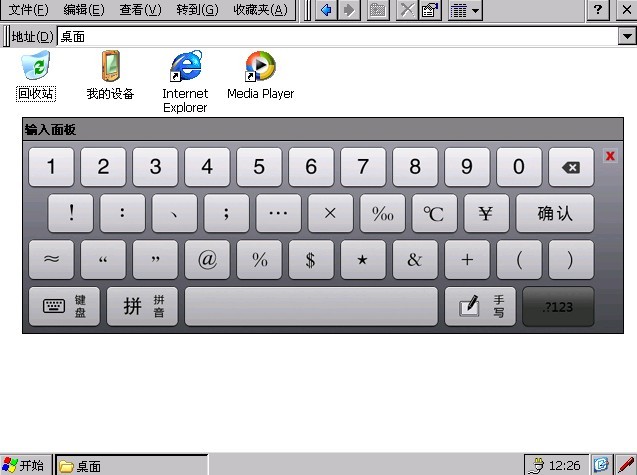 文件(F) 编辑(E) 查看(V) 转到(G) 收藏夹(A) ? ×
地址(D) 桌面
回收站 我的设备 Internet Explorer Media Player
输入面板
1 2 3 4 5 6 7 8 9 0 x
! : 、 ; … × ‰ ℃ ¥ 确认
≈ “ ” @ % $ ★ & + ( )
键盘 拼 拼音 手写 .?123
开始 桌面 12:26